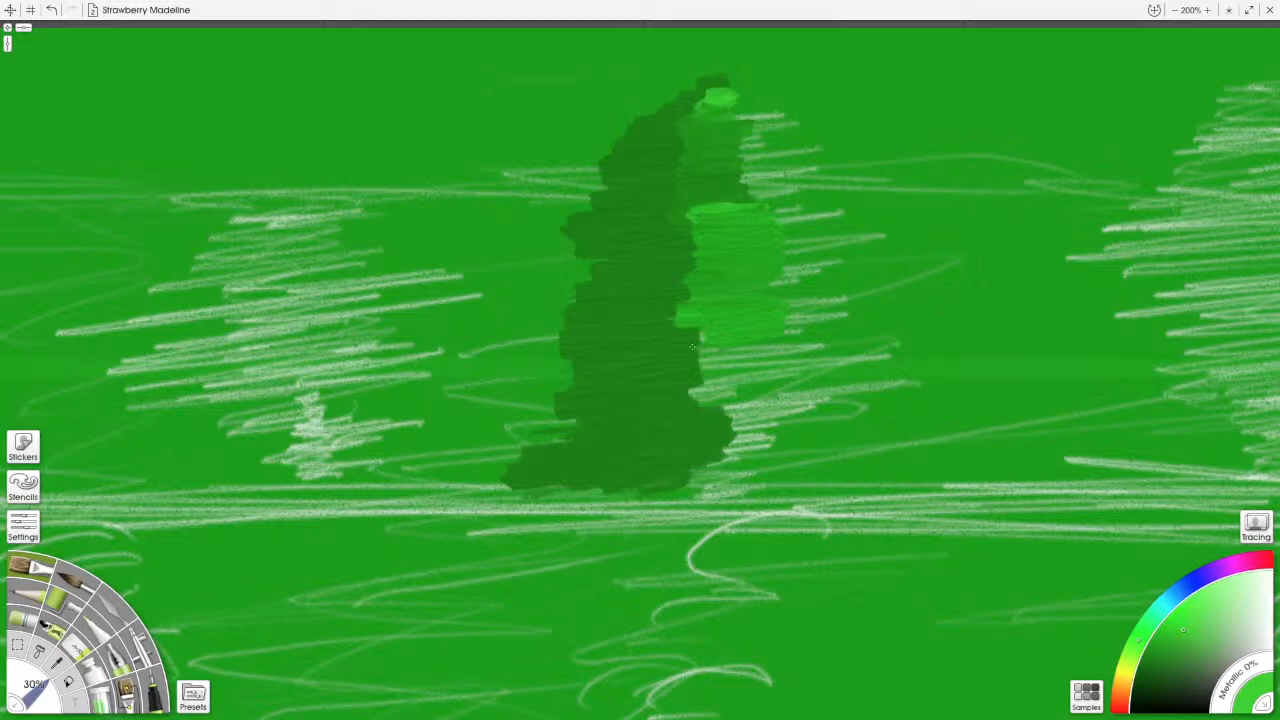 Strawberry Madeline
200%
Stickers
Stencils
Settings
Tracing
30%
Metallic 0%
Presets
Samples